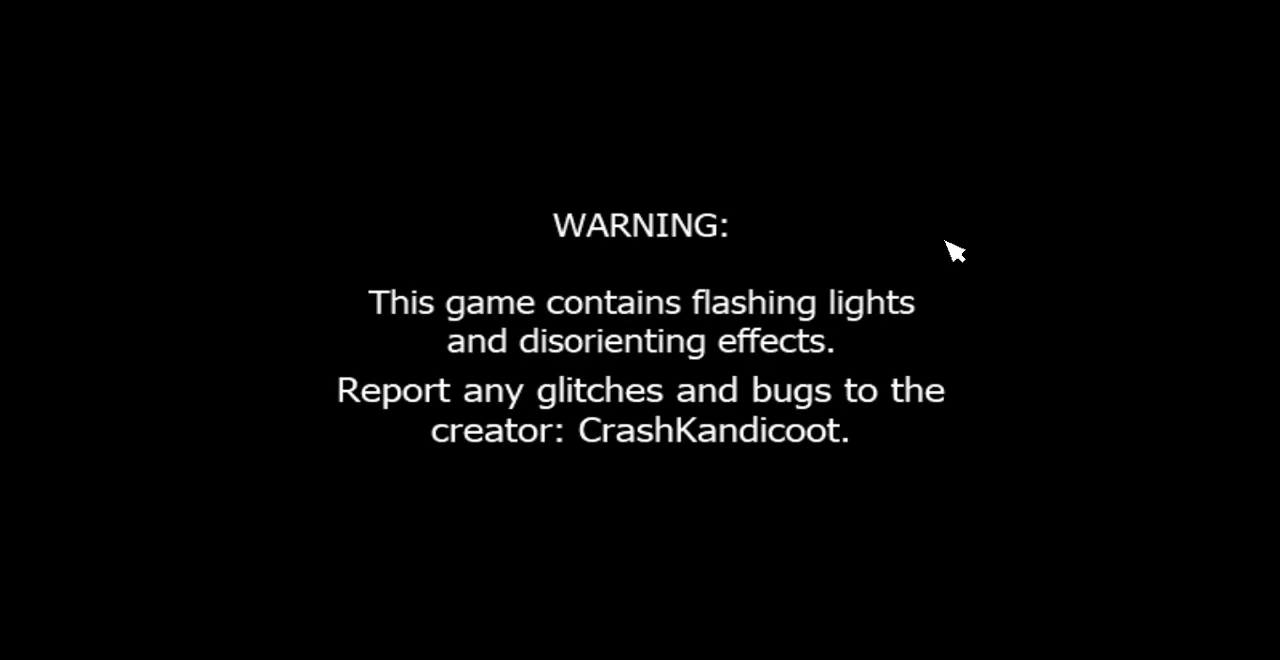 WARNING:
This game contains flashing lights
and disorienting effects.
Report any glitches and bugs to the
creator: CrashKandicoot.